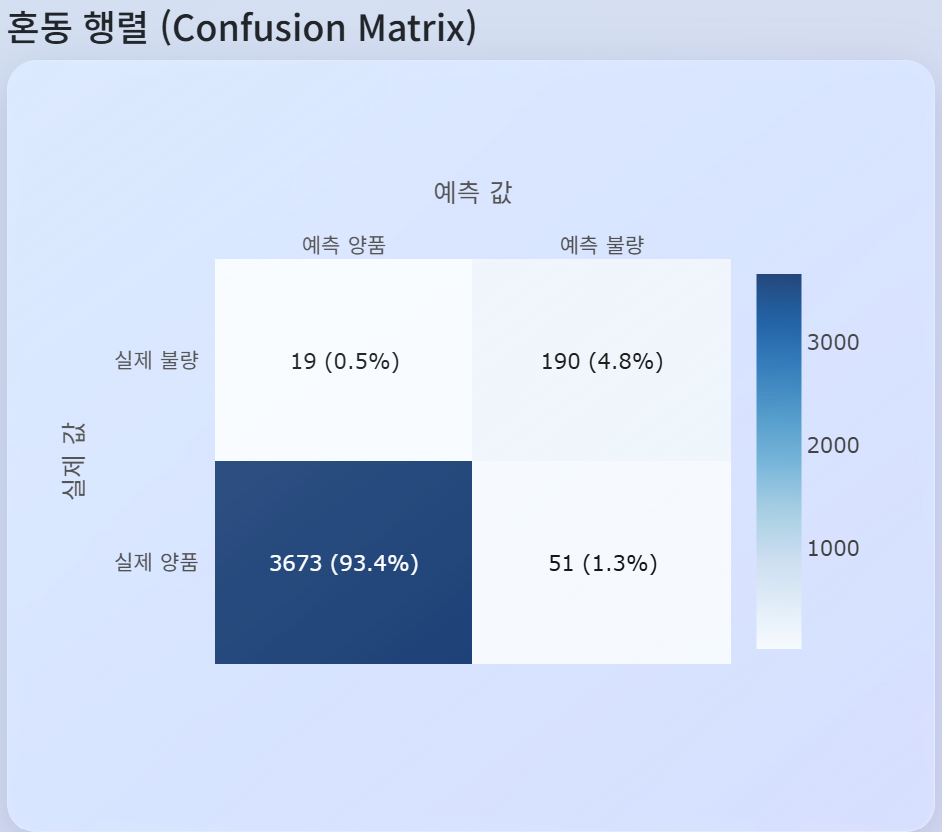 혼동 행렬 (Confusion Matrix)
예측 값
예측 양품
예측 불량
실제 불량
19 (0.5%)
190 (4.8%)
3000
2000
1000
실제 값
실제 양품
3673 (93.4%)
51 (1.3%)